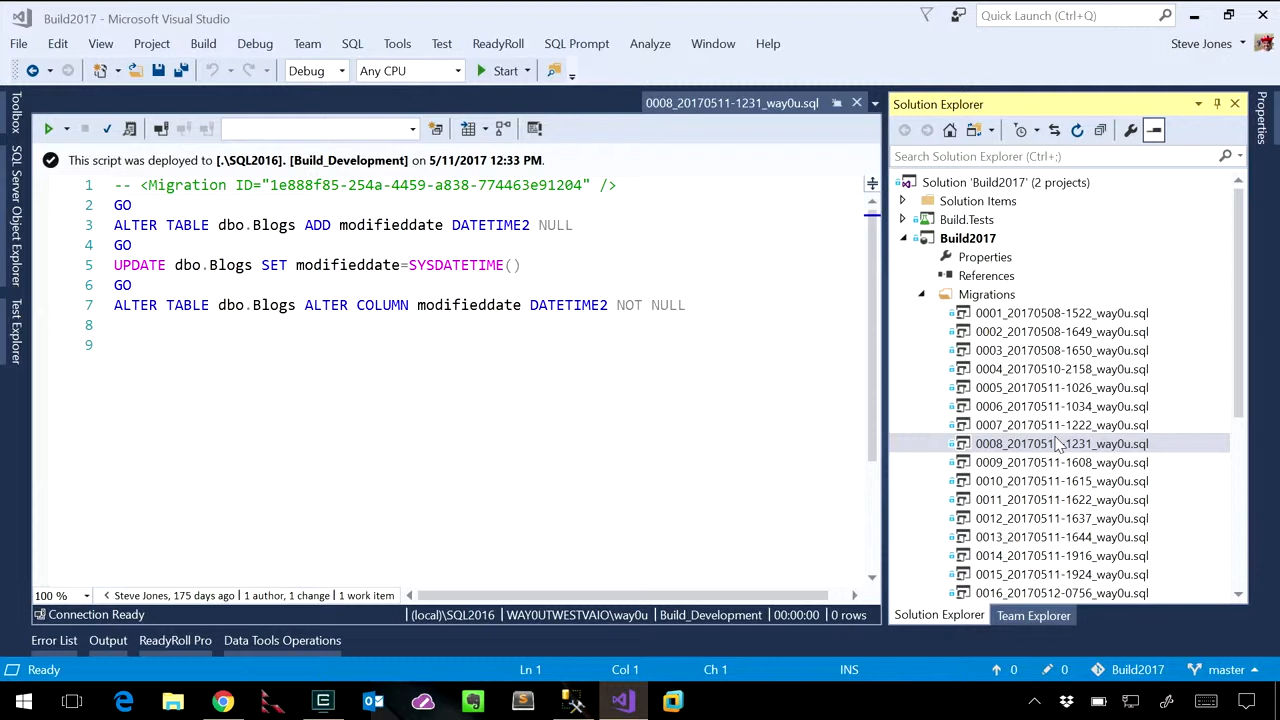 Build2017 - Microsoft Visual Studio
Quick Launch (Ctrl+Q)
File Edit View Project Build Debug Team SQL Tools Test ReadyRoll SQL Prompt Analyze Window Help
Steve Jones
Debug Any CPU Start
Toolbox
SQL Server Object Explorer
Test Explorer
0008_20170511-1231_way0u.sql
This script was deployed to [.\SQL2016]. [Build_Development] on 5/11/2017 12:33 PM.
1 -- <Migration ID="1e888f85-254a-4459-a838-774463e91204" />
2 GO
3 ALTER TABLE dbo.Blogs ADD modifieddate DATETIME2 NULL
4 GO
5 UPDATE dbo.Blogs SET modifieddate=SYSDATETIME()
6 GO
7 ALTER TABLE dbo.Blogs ALTER COLUMN modifieddate DATETIME2 NOT NULL
8
9
100 % Steve Jones, 175 days ago | 1 author, 1 change | 1 work item
Connection Ready (local)\SQL2016 WAY0UTWESTVAIO\way0u Build_Development 00:00:00 0 rows
Solution Explorer
Search Solution Explorer (Ctrl+;)
Solution 'Build2017' (2 projects)
Solution Items
Build.Tests
Build2017
Properties
References
Migrations
0001_20170508-1522_way0u.sql
0002_20170508-1649_way0u.sql
0003_20170508-1650_way0u.sql
0004_20170510-2158_way0u.sql
0005_20170511-1026_way0u.sql
0006_20170511-1034_way0u.sql
0007_20170511-1222_way0u.sql
0008_20170511-1231_way0u.sql
0009_20170511-1608_way0u.sql
0010_20170511-1615_way0u.sql
0011_20170511-1622_way0u.sql
0012_20170511-1637_way0u.sql
0013_20170511-1644_way0u.sql
0014_20170511-1916_way0u.sql
0015_20170511-1924_way0u.sql
0016_20170512-0756_way0u.sql
Solution Explorer Team Explorer
Properties
Error List Output ReadyRoll Pro Data Tools Operations
Ready Ln 1 Col 1 Ch 1 INS 0 0 Build2017 master